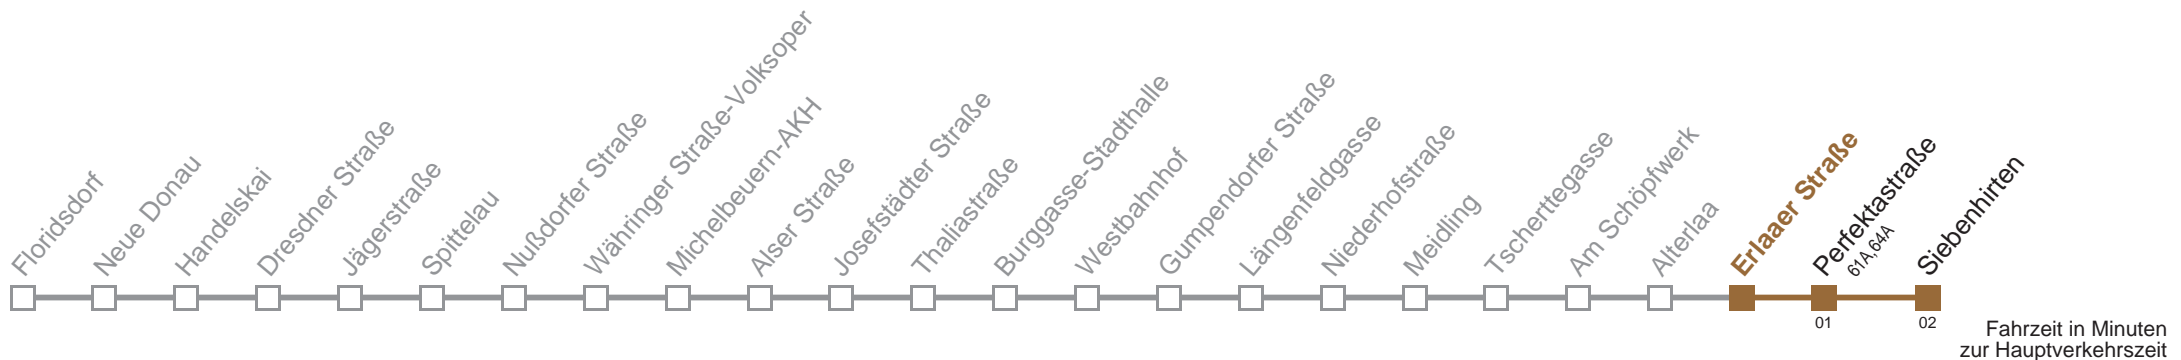 Floridsdorf
Neue Donau
Handelskai
Dresdner Straße
Jägerstraße
Spittelau
Nußdorfer Straße
Währinger Straße-Volksoper
Michelbeuern-AKH
Alser Straße
Josefstädter Straße
Thaliastraße
Burggasse-Stadthalle
Westbahnhof
Gumpendorfer Straße
Längenfeldgasse
Niederhofstraße
Meidling
Tscherttegasse
Am Schöpfwerk
Alterlaa
Erlaaer Straße
Perfektastraße
61A,64A
Siebenhirten
01
02
Fahrzeit in Minuten
zur Hauptverkehrszeit